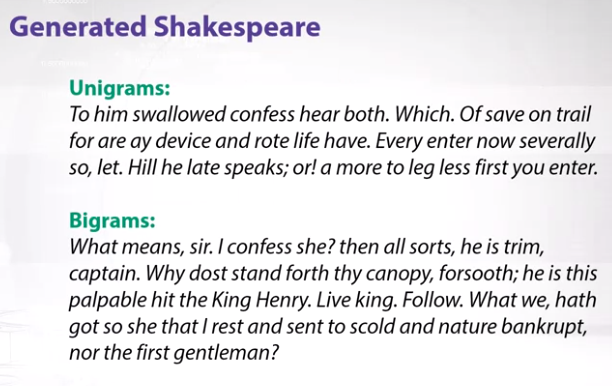 Generated Shakespeare
Unigrams:
To him swallowed confess hear both. Which. Of save on trail
for are ay device and rote life have. Every enter now severally
so, let. Hill he late speaks; or! a more to leg less first you enter.
Bigrams:
What means, sir. I confess she? then all sorts, he is trim,
captain. Why dost stand forth thy canopy, forsooth; he is this
palpable hit the King Henry. Live king. Follow. What we, hath
got so she that I rest and sent to scold and nature bankrupt,
nor the first gentleman?